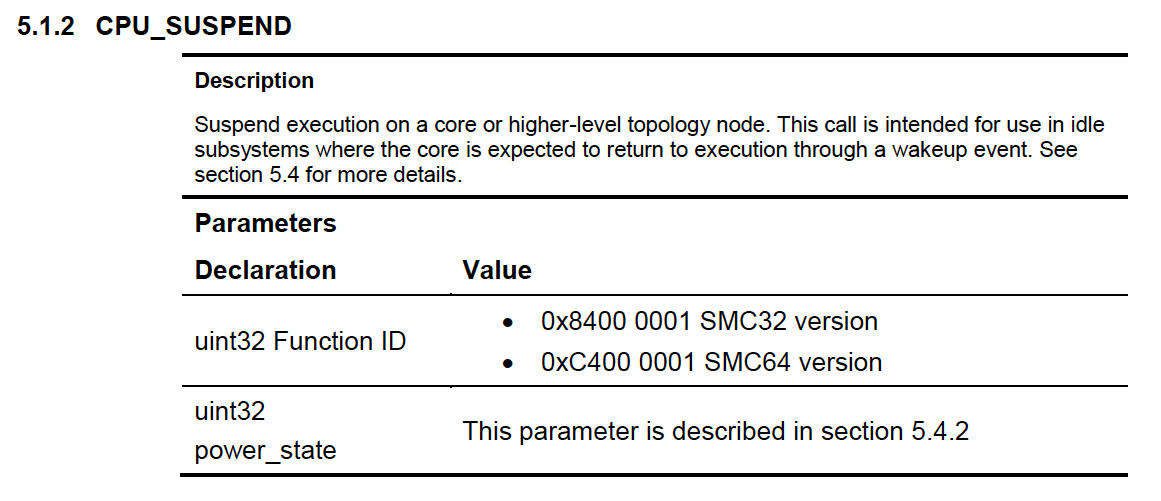 5.1.2 CPU_SUSPEND
Description
Suspend execution on a core or higher-level topology node. This call is intended for use in idle
subsystems where the core is expected to return to execution through a wakeup event. See
section 5.4 for more details.
Parameters
Declaration Value
uint32 Function ID
• 0x8400 0001 SMC32 version
• 0xC400 0001 SMC64 version
uint32
power_state
This parameter is described in section 5.4.2